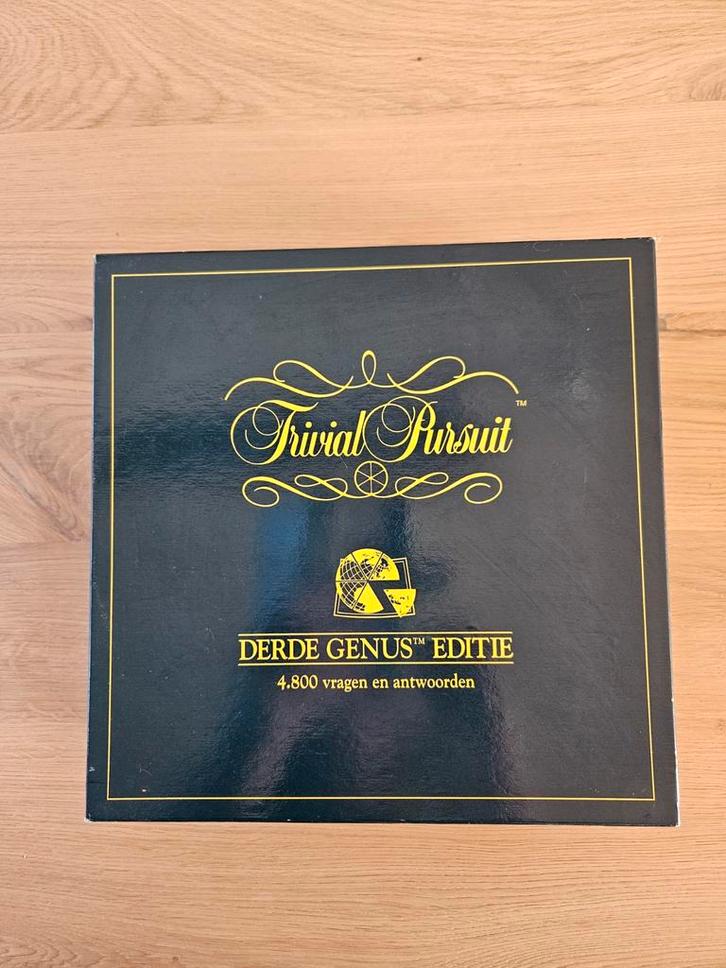 Trivial Pursuit™
DERDE GENUS™ EDITIE
4.800 vragen en antwoorden